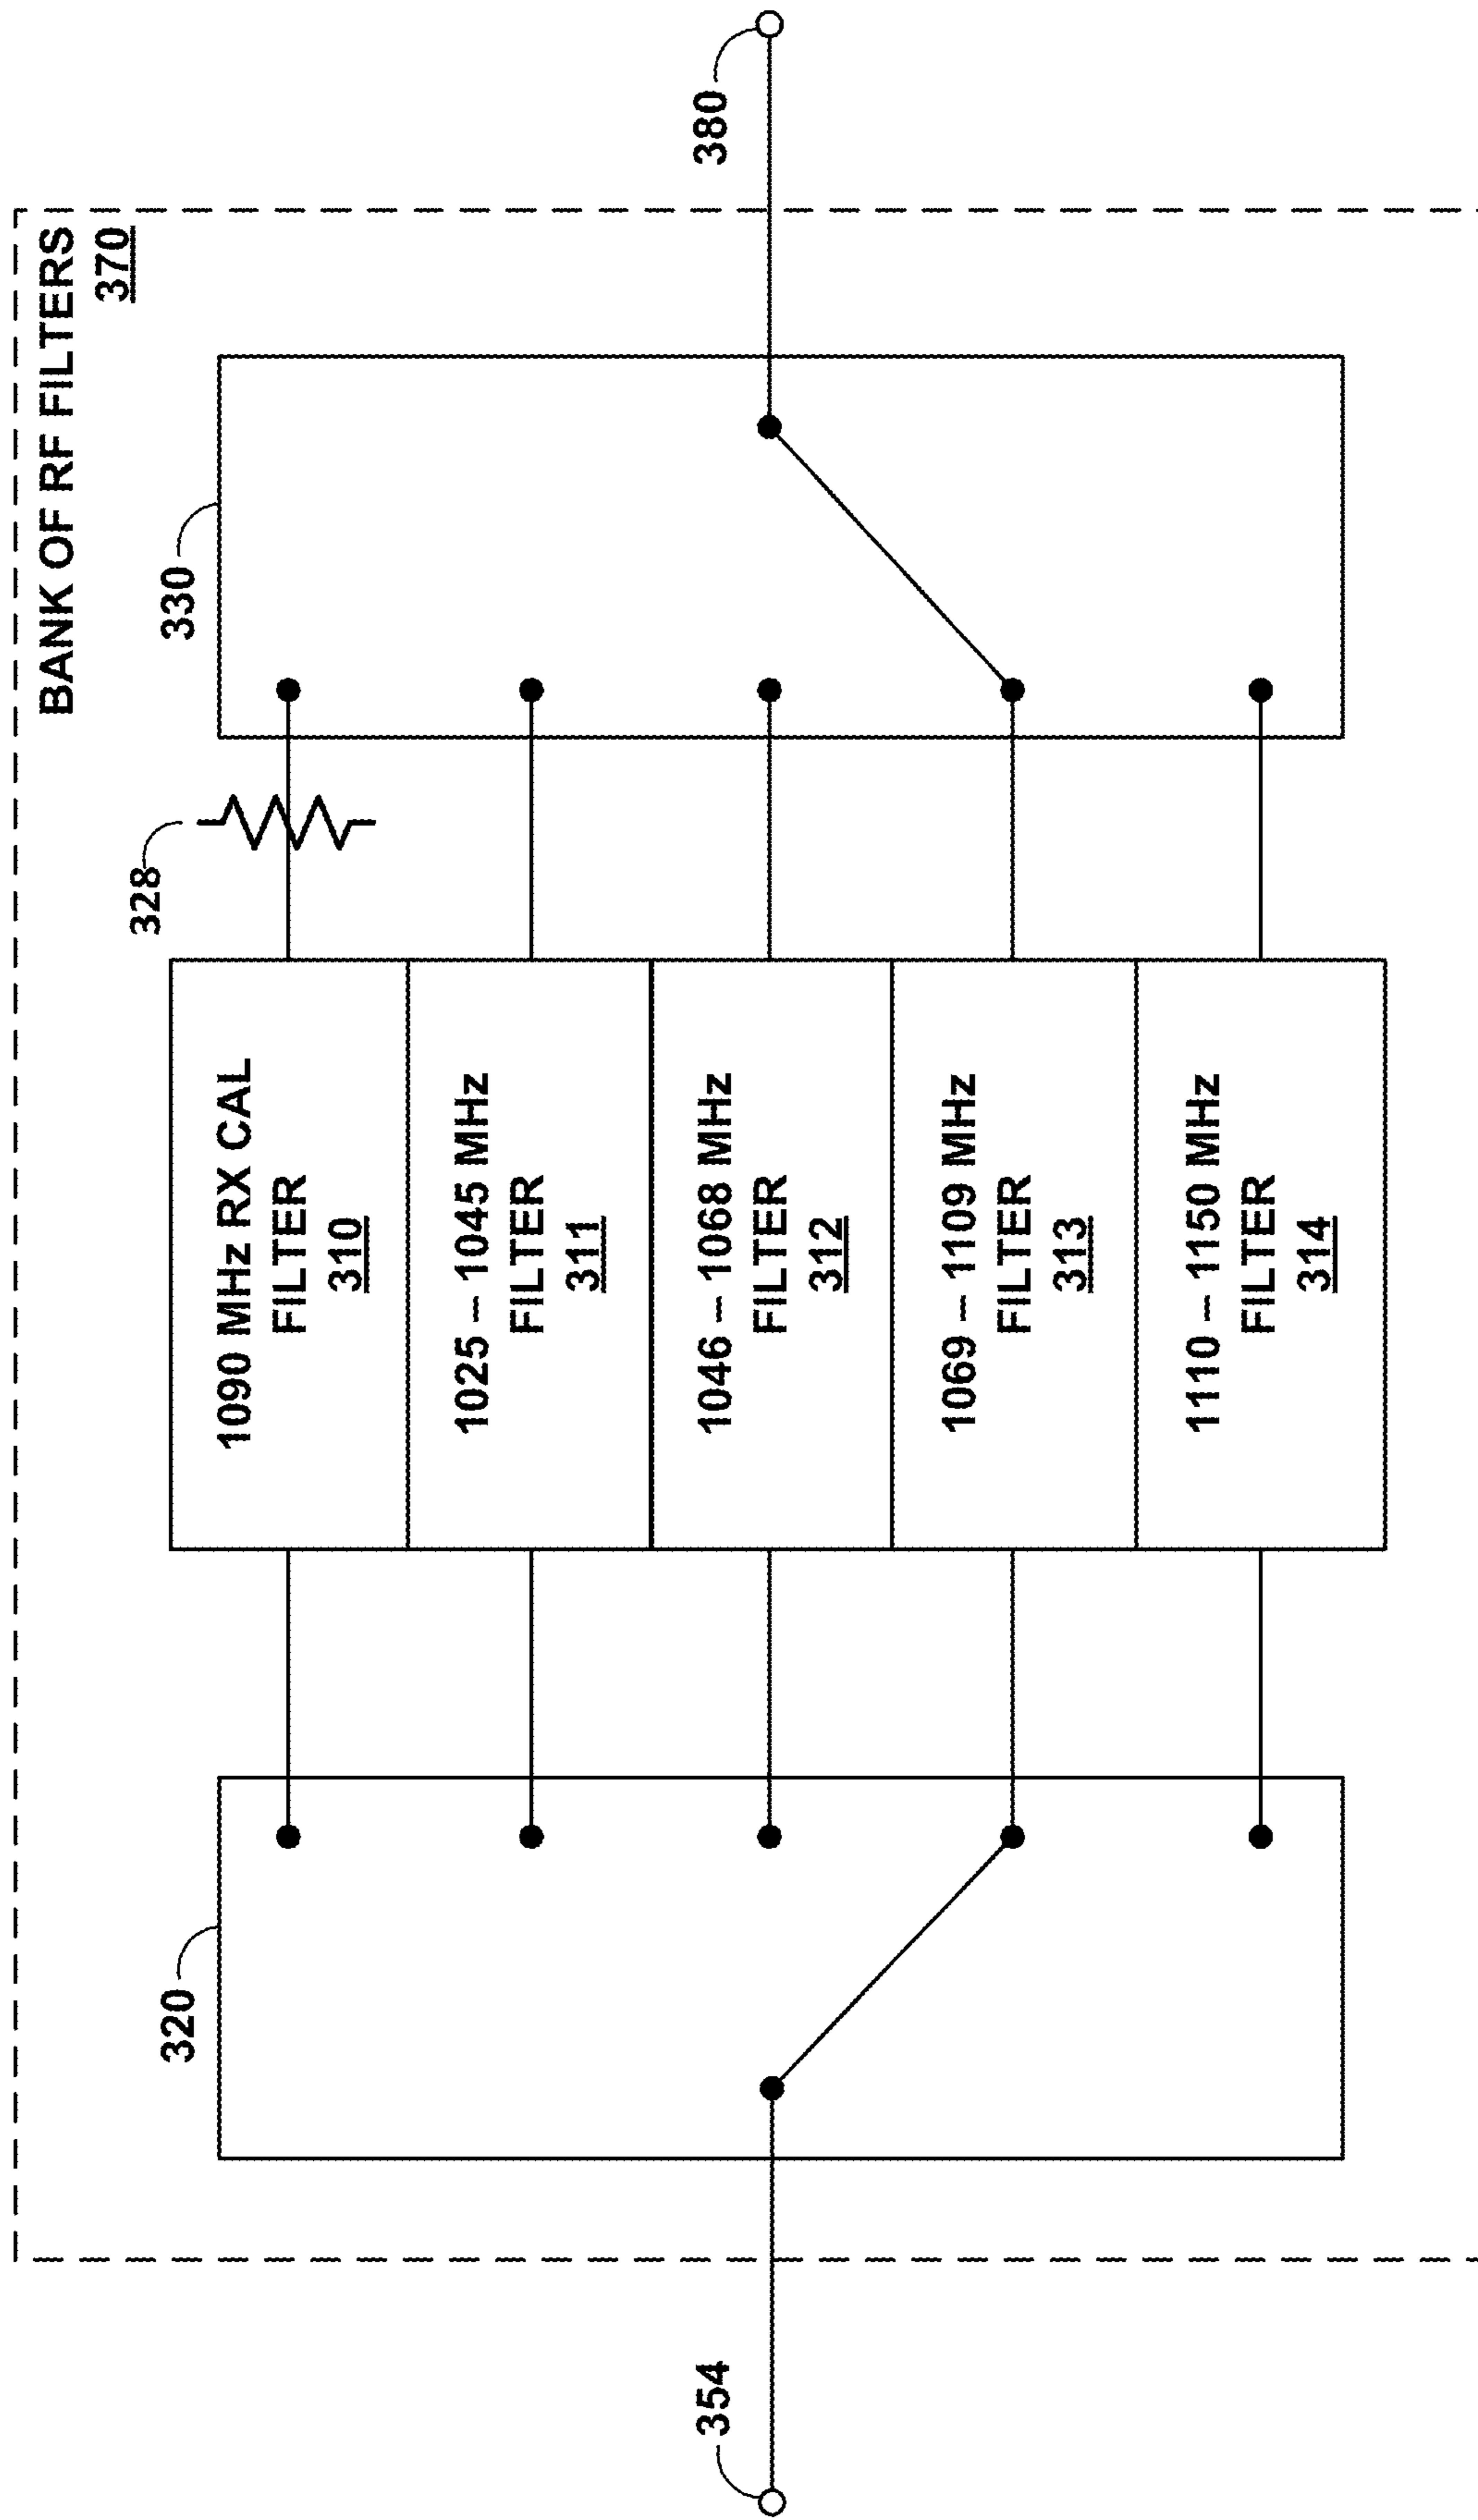 BANK OF RF FILTERS
370
328
320
330
354
380
1090 MHz RX CAL
FILTER
310
1025 – 1045 MHz
FILTER
311
1046 – 1068 MHz
FILTER
312
1069 – 1109 MHz
FILTER
313
1110 – 1150 MHz
FILTER
314